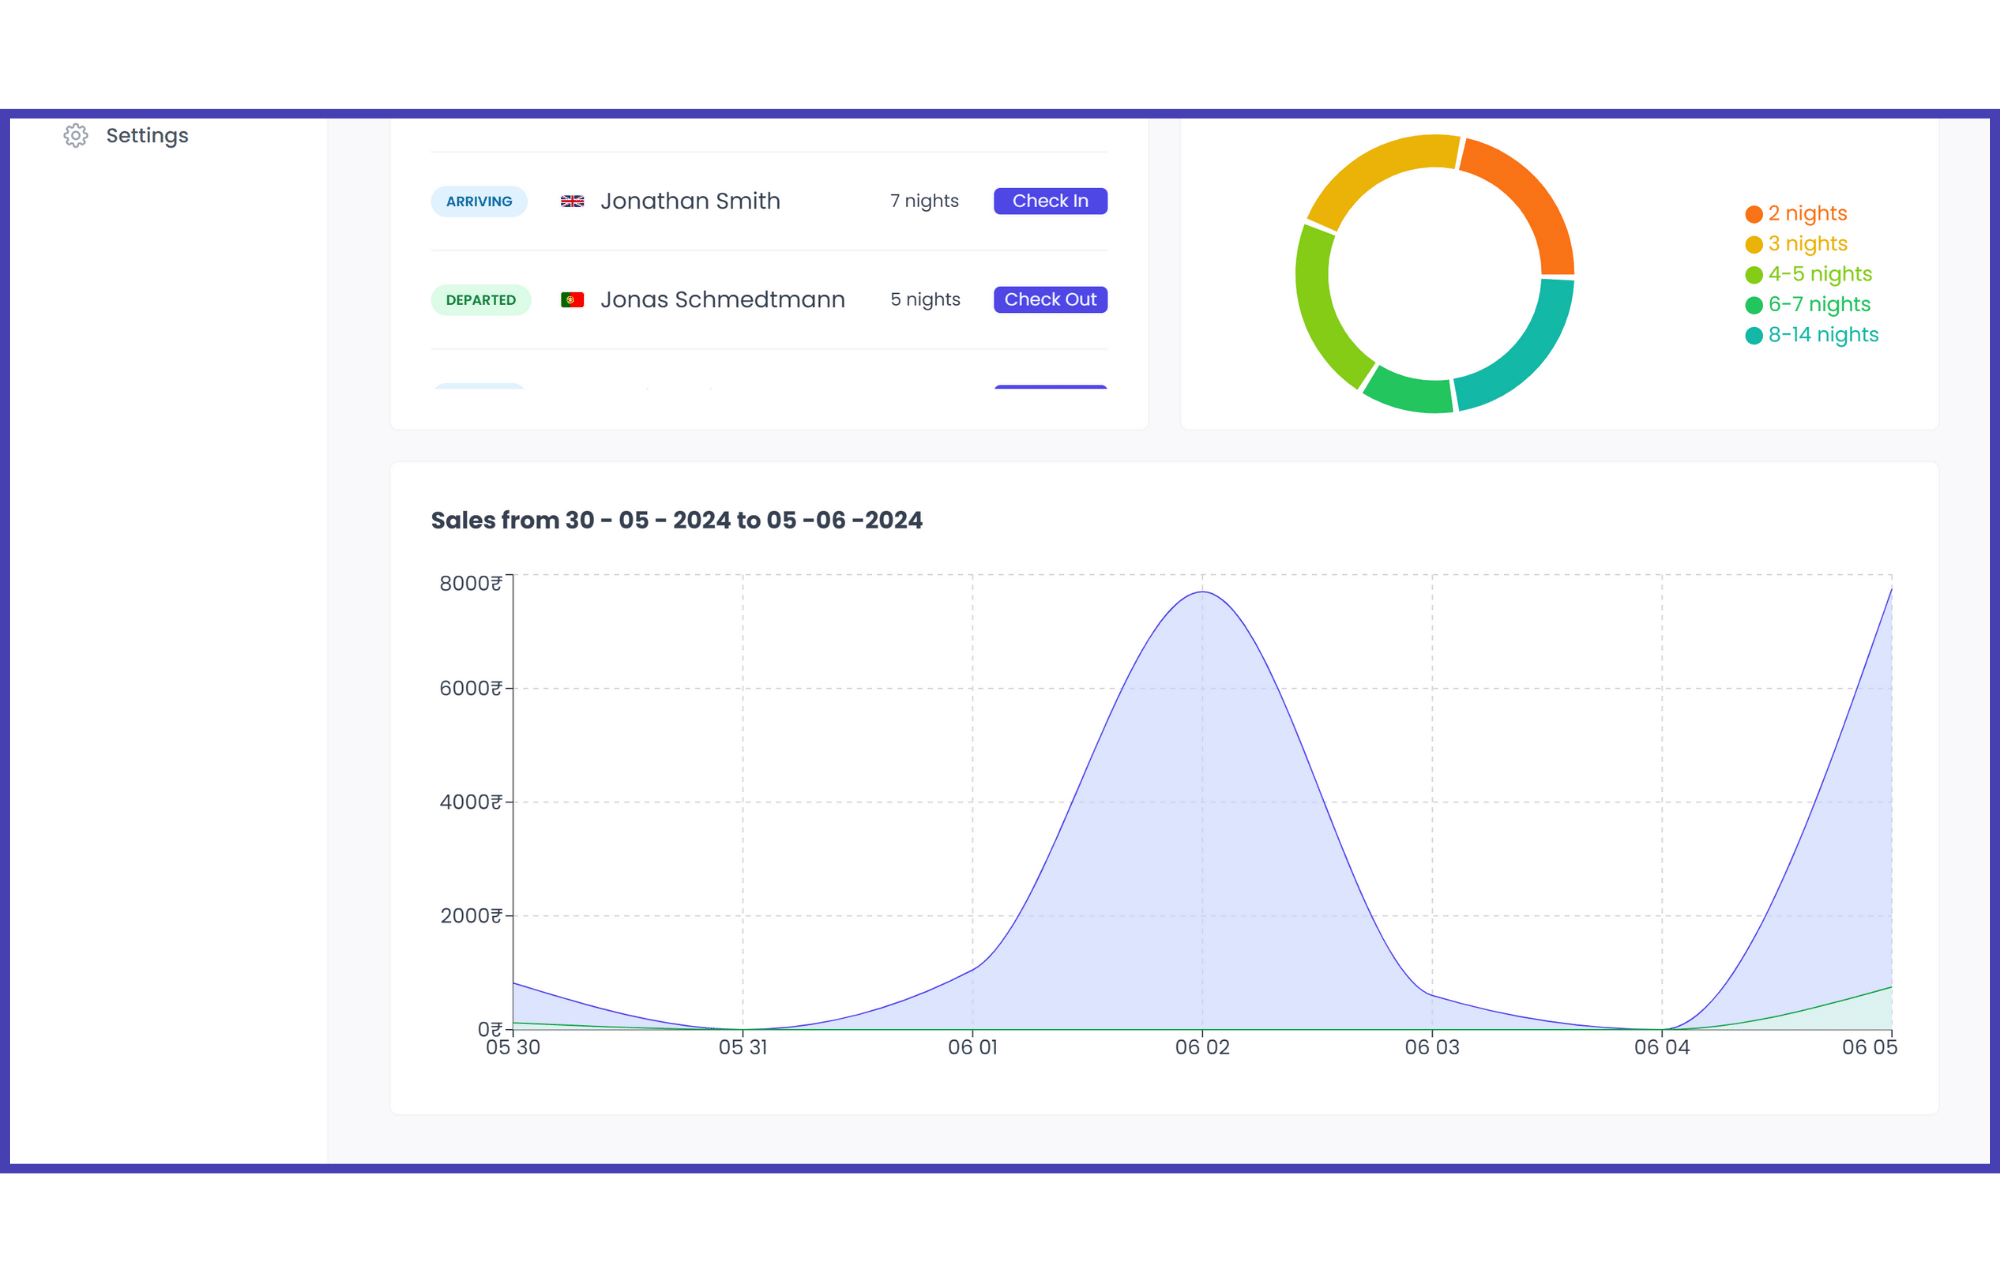 Settings
ARRIVING Jonathan Smith 7 nights Check In
DEPARTED Jonas Schmedtmann 5 nights Check Out
2 nights
3 nights
4-5 nights
6-7 nights
8-14 nights
Sales from 30 - 05 - 2024 to 05 -06 -2024
8000₹
6000₹
4000₹
2000₹
0₹
05 30 05 31 06 01 06 02 06 03 06 04 06 05